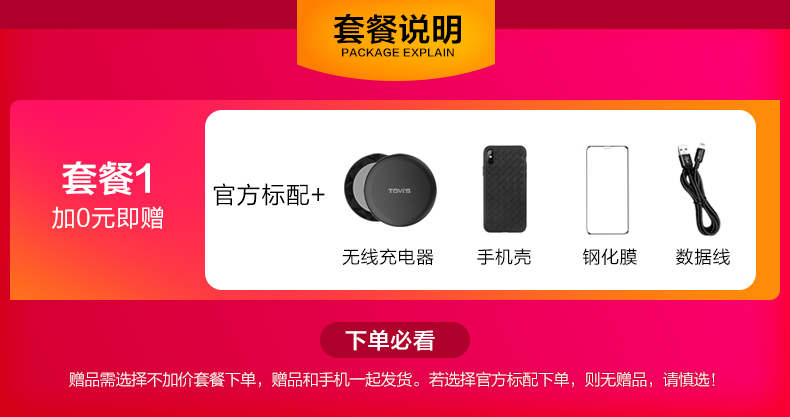 套餐说明
PACKAGE EXPLAIN
套餐1
加0元即赠
官方标配+
TOVIS
无线充电器
手机壳
钢化膜
数据线
下单必看
赠品需选择不加价套餐下单，赠品和手机一起发货。若选择官方标配下单，则无赠品，请慎选！